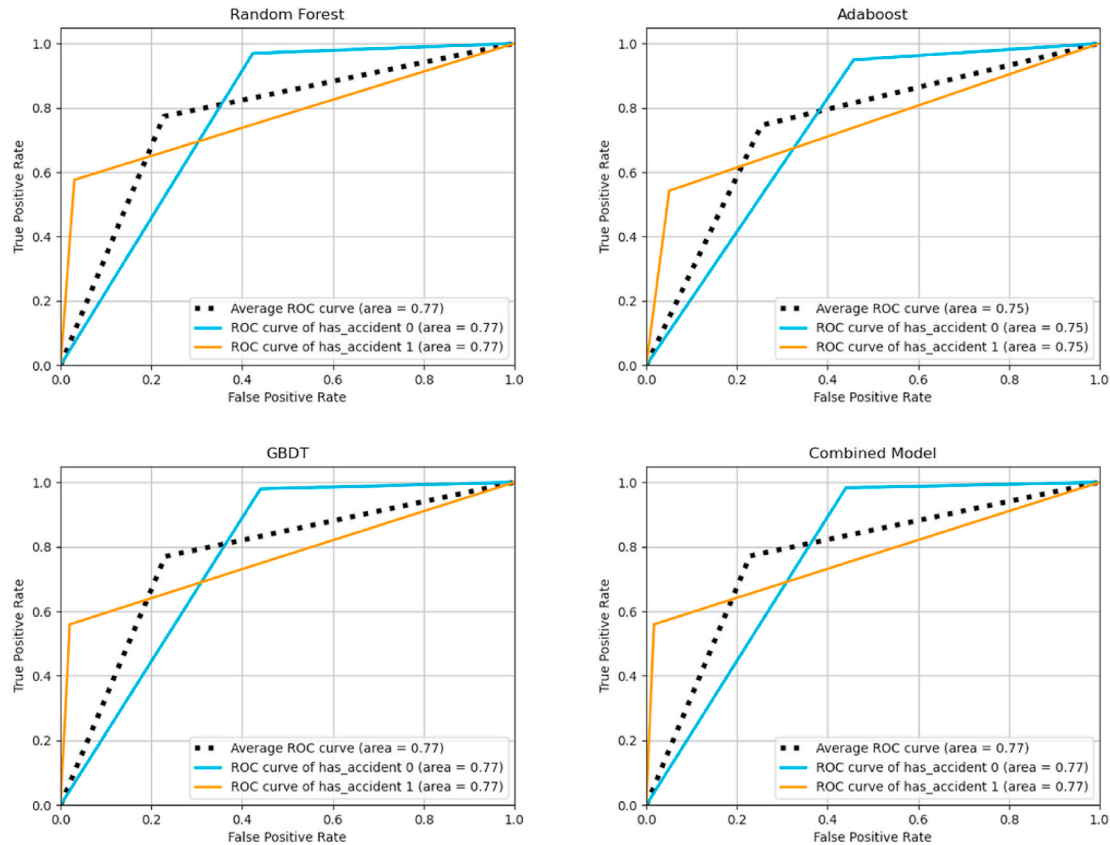 Random Forest
1.0
0.8
0.6
0.4
0.2
0.0
True Positive Rate
Average ROC curve (area = 0.77)
ROC curve of has_accident 0 (area = 0.77)
ROC curve of has_accident 1 (area = 0.77)
0.0 0.2 0.4 0.6 0.8 1.0
False Positive Rate
Adaboost
1.0
0.8
0.6
0.4
0.2
0.0
True Positive Rate
Average ROC curve (area = 0.75)
ROC curve of has_accident 0 (area = 0.75)
ROC curve of has_accident 1 (area = 0.75)
0.0 0.2 0.4 0.6 0.8 1.0
False Positive Rate
GBDT
1.0
0.8
0.6
0.4
0.2
0.0
True Positive Rate
Average ROC curve (area = 0.77)
ROC curve of has_accident 0 (area = 0.77)
ROC curve of has_accident 1 (area = 0.77)
0.0 0.2 0.4 0.6 0.8 1.0
False Positive Rate
Combined Model
1.0
0.8
0.6
0.4
0.2
0.0
True Positive Rate
Average ROC curve (area = 0.77)
ROC curve of has_accident 0 (area = 0.77)
ROC curve of has_accident 1 (area = 0.77)
0.0 0.2 0.4 0.6 0.8 1.0
False Positive Rate